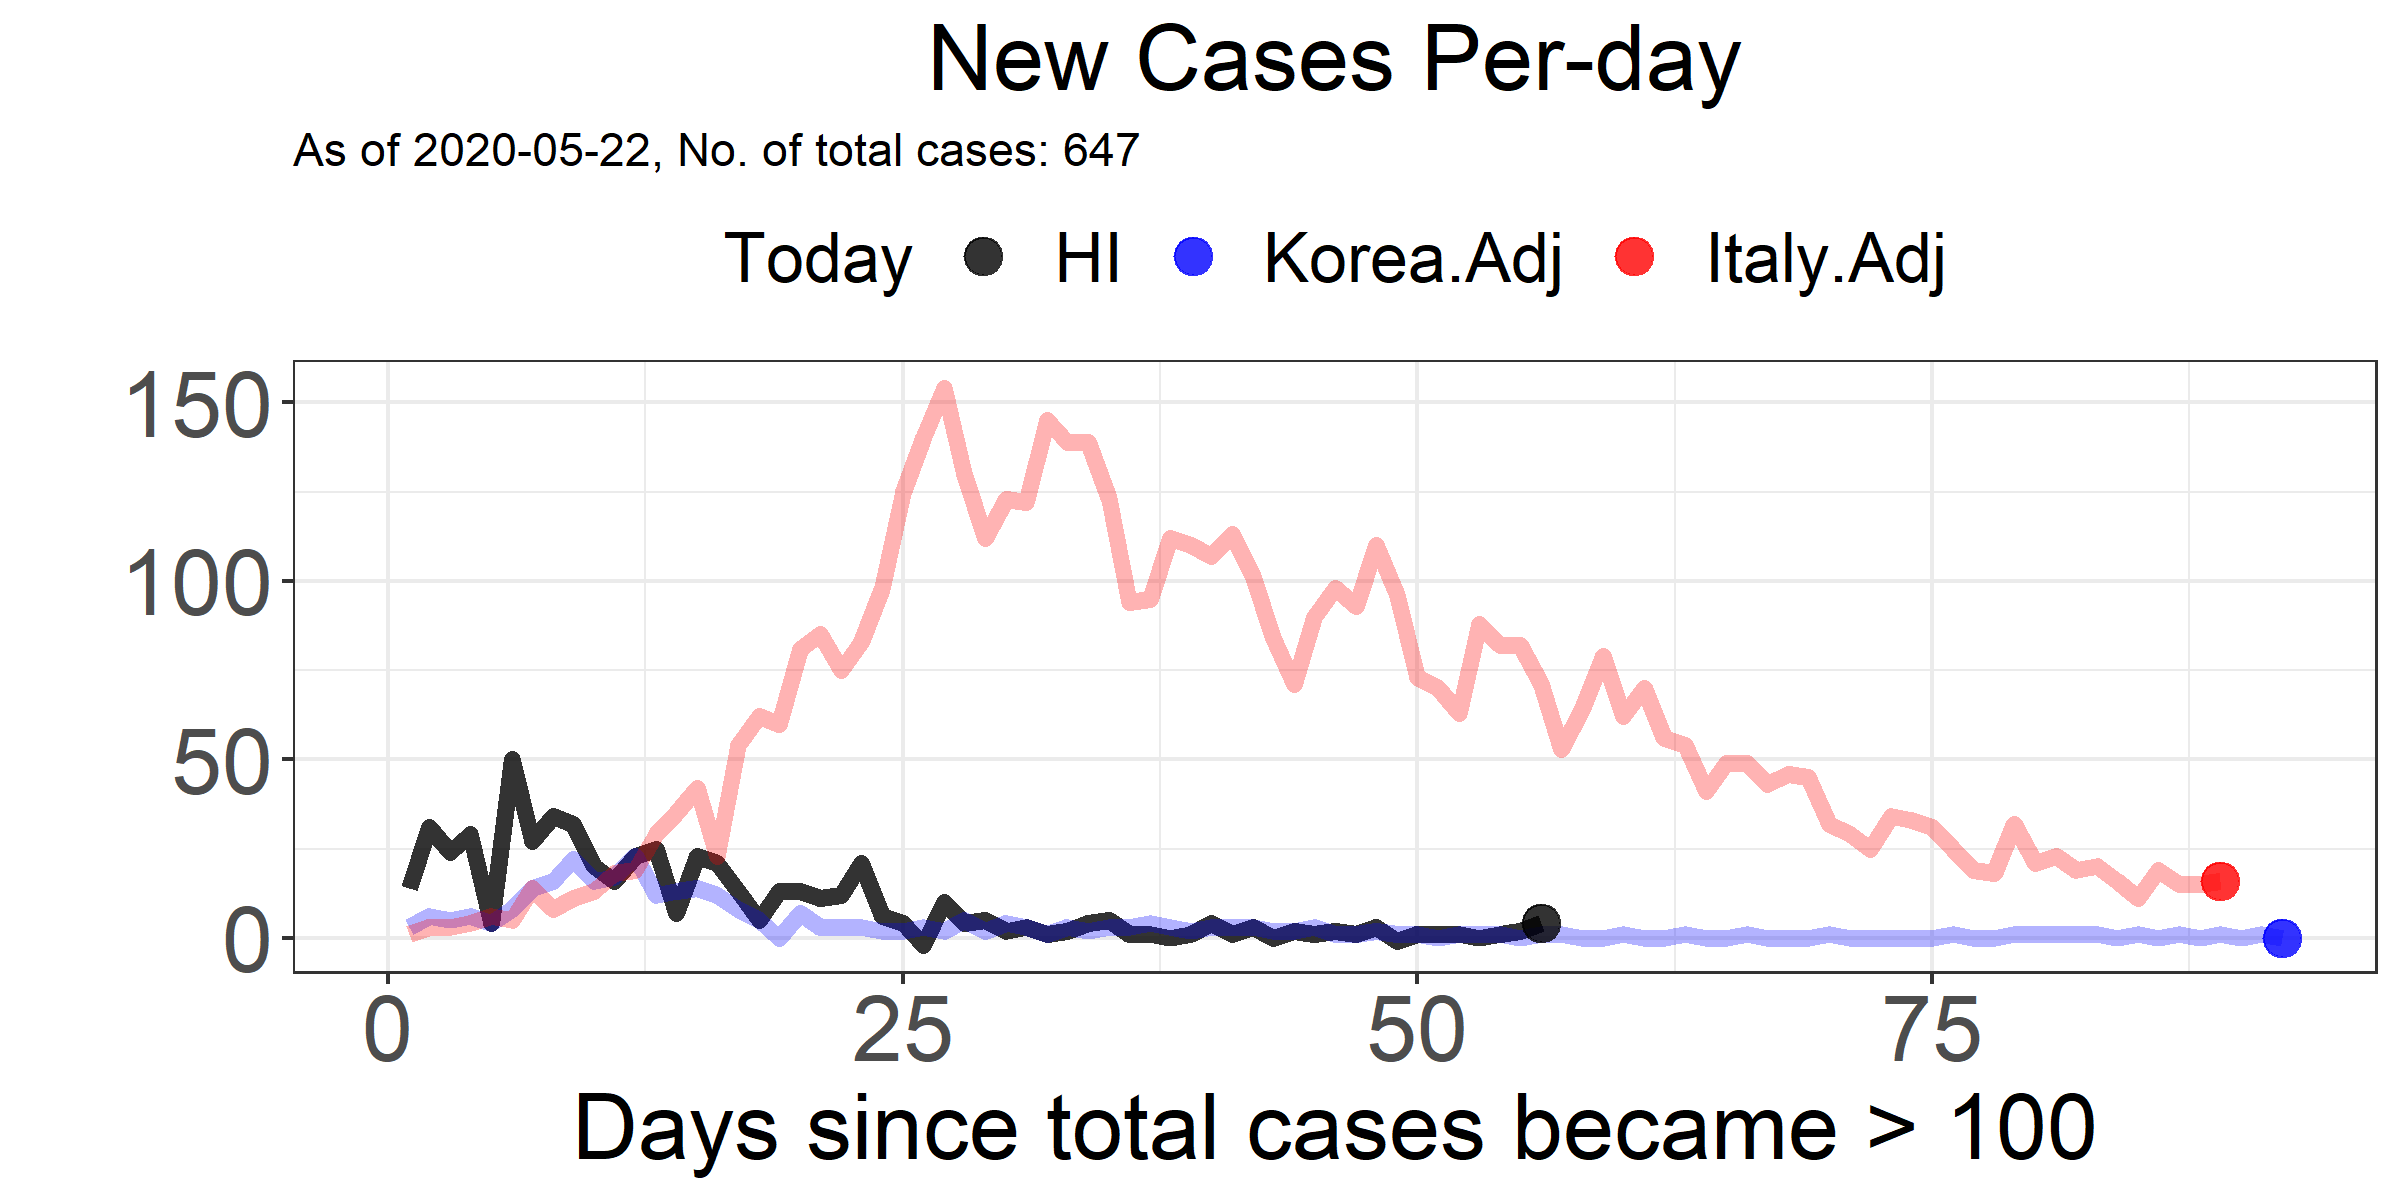 New Cases Per-day
As of 2020-05-22, No. of total cases: 647
Today HI Korea.Adj Italy.Adj
150
100
50
0
0 25 50 75
Days since total cases became > 100